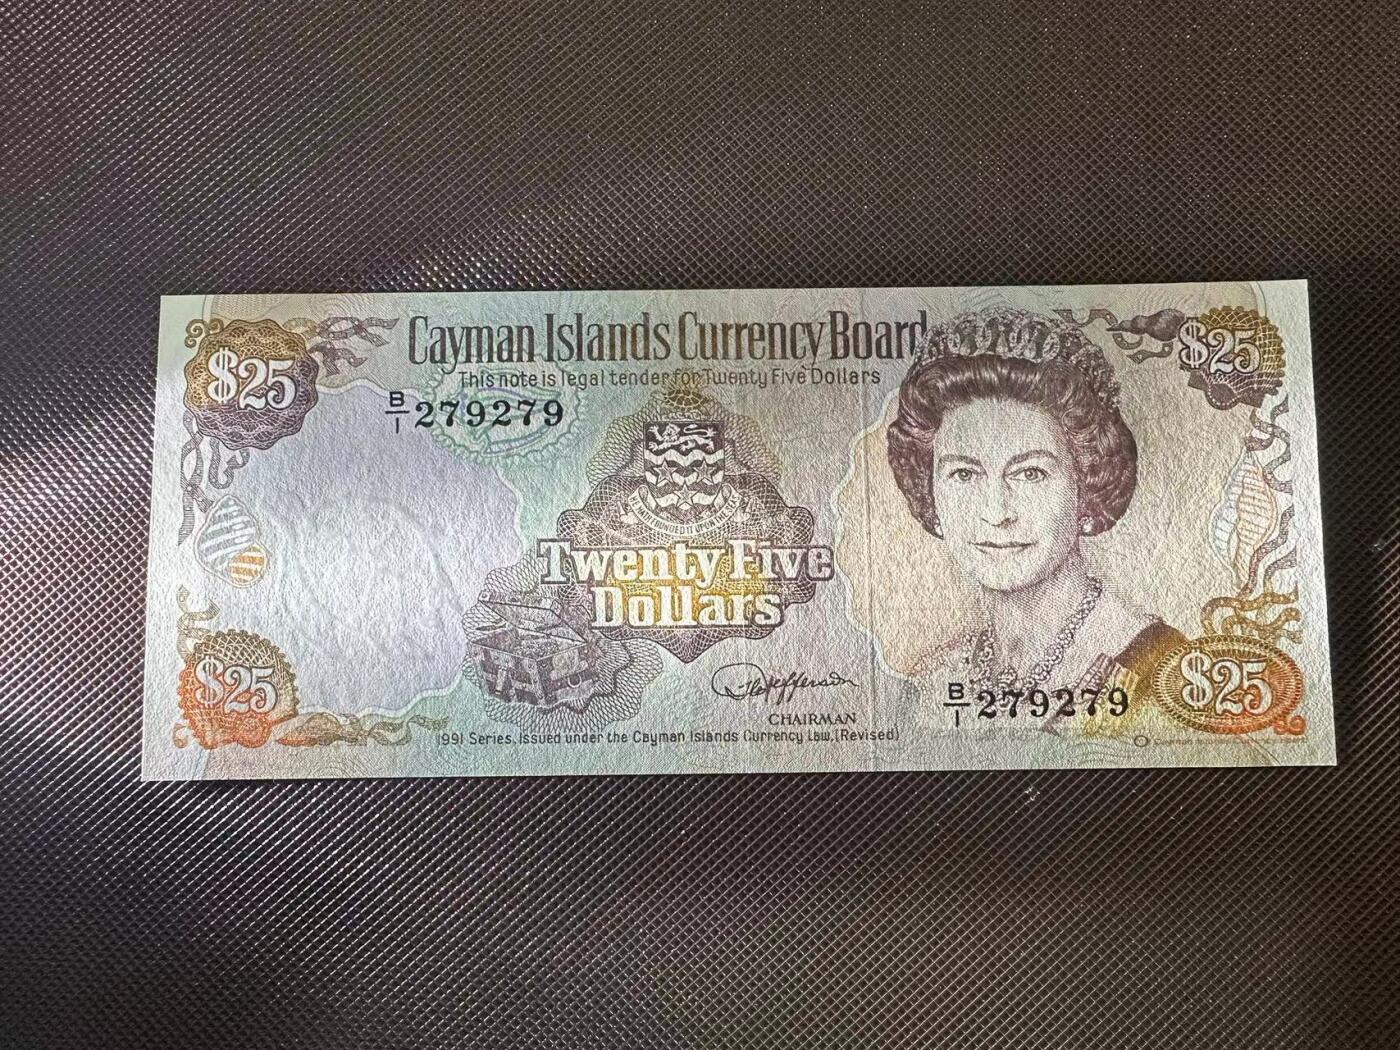 Cayman Islands Currency Board
This note is legal tender for Twenty Five Dollars
$25
$25
B/1 279279
Twenty Five
Dollars
$25
$25
CHAIRMAN
B/1 279279
1991 Series. Issued under the Cayman Islands Currency Law, (Revised)